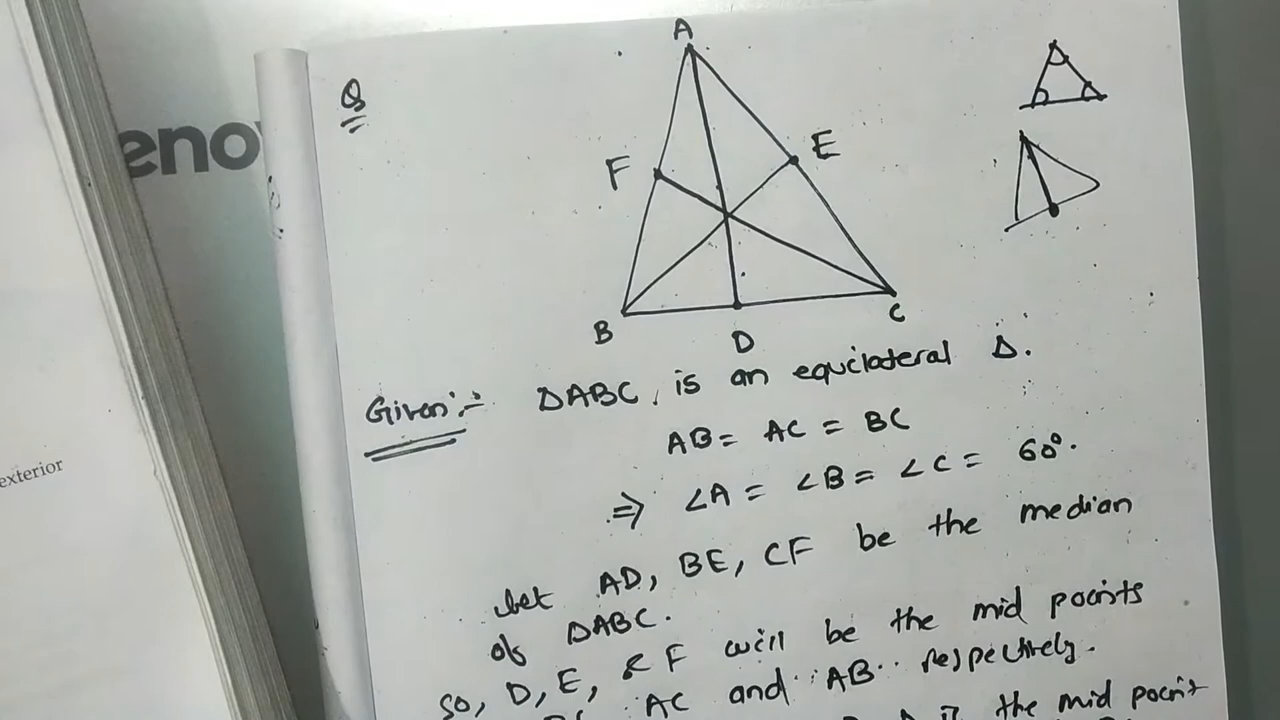 enov
exterior
Q
A
F
E
B
D
C
Given:-
ΔABC, is an equilateral Δ.
AB = AC = BC
⇒ ∠A = ∠B = ∠C = 60°.
Let AD, BE, CF be the median
of ΔABC.
so, D, E, & F will be the mid points
AC and AB respectively.
the mid point